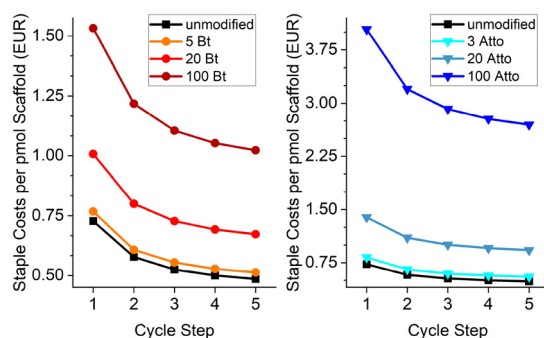 Staple Costs per pmol Scaffold (EUR)
1.50
1.25
1.00
0.75
0.50
unmodified
5 Bt
20 Bt
100 Bt
1 2 3 4 5
Cycle Step
Staple Costs per pmol Scaffold (EUR)
3.75
3.00
2.25
1.50
0.75
unmodified
3 Atto
20 Atto
100 Atto
1 2 3 4 5
Cycle Step